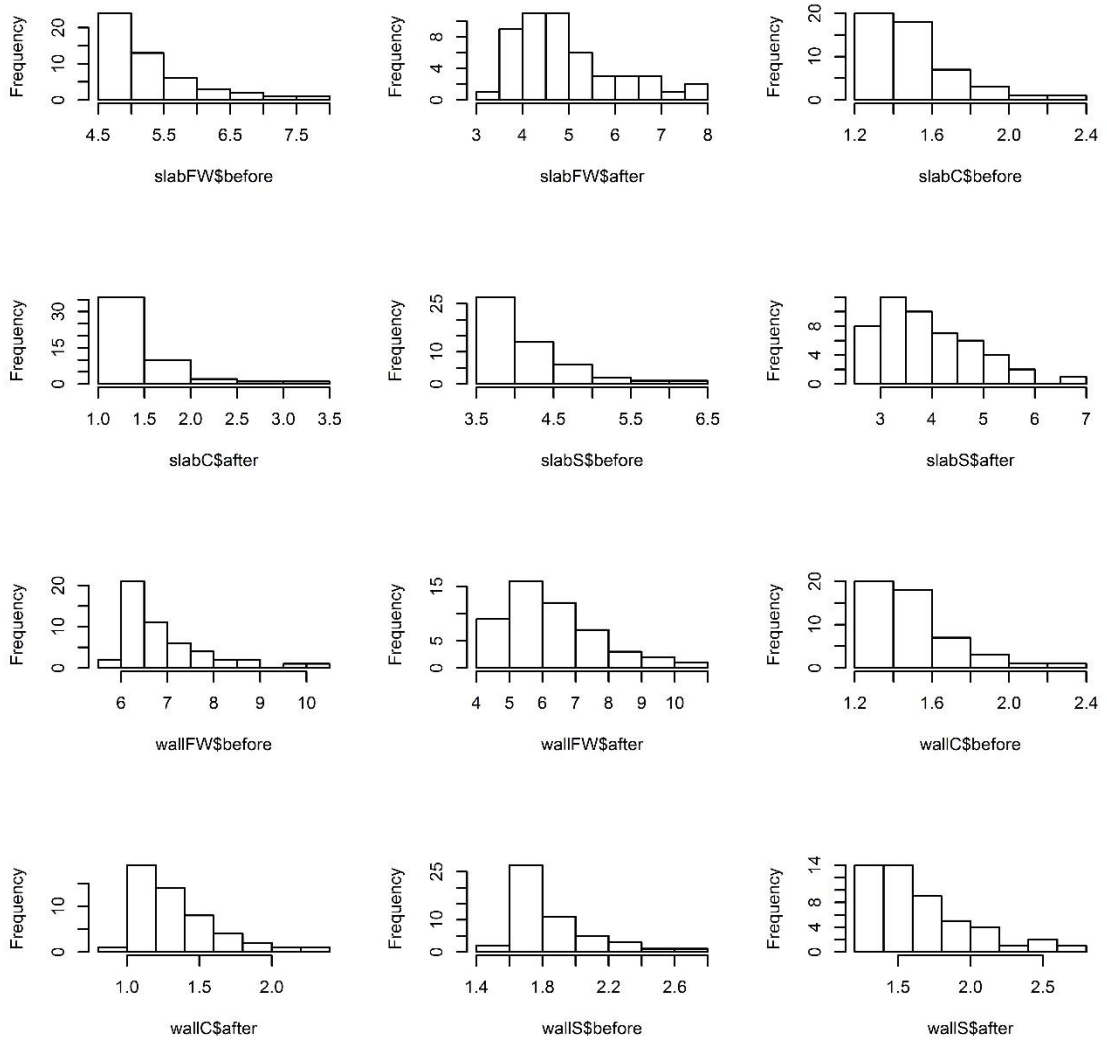 Frequency
0 10 20
4.5 5.5 6.5 7.5
slabFW$before
Frequency
0 4 8
3 4 5 6 7 8
slabFW$after
Frequency
0 10 20
1.2 1.6 2.0 2.4
slabC$before
Frequency
0 15 30
1.0 1.5 2.0 2.5 3.0 3.5
slabC$after
Frequency
0 10 25
3.5 4.5 5.5 6.5
slabS$before
Frequency
0 4 8
3 4 5 6 7
slabS$after
Frequency
0 10 20
6 7 8 9 10
wallFW$before
Frequency
0 5 15
4 5 6 7 8 9 10
wallFW$after
Frequency
0 10 20
1.2 1.6 2.0 2.4
wallC$before
Frequency
0 10
1.0 1.5 2.0
wallC$after
Frequency
0 10 25
1.4 1.8 2.2 2.6
wallS$before
Frequency
0 4 8 14
1.5 2.0 2.5
wallS$after